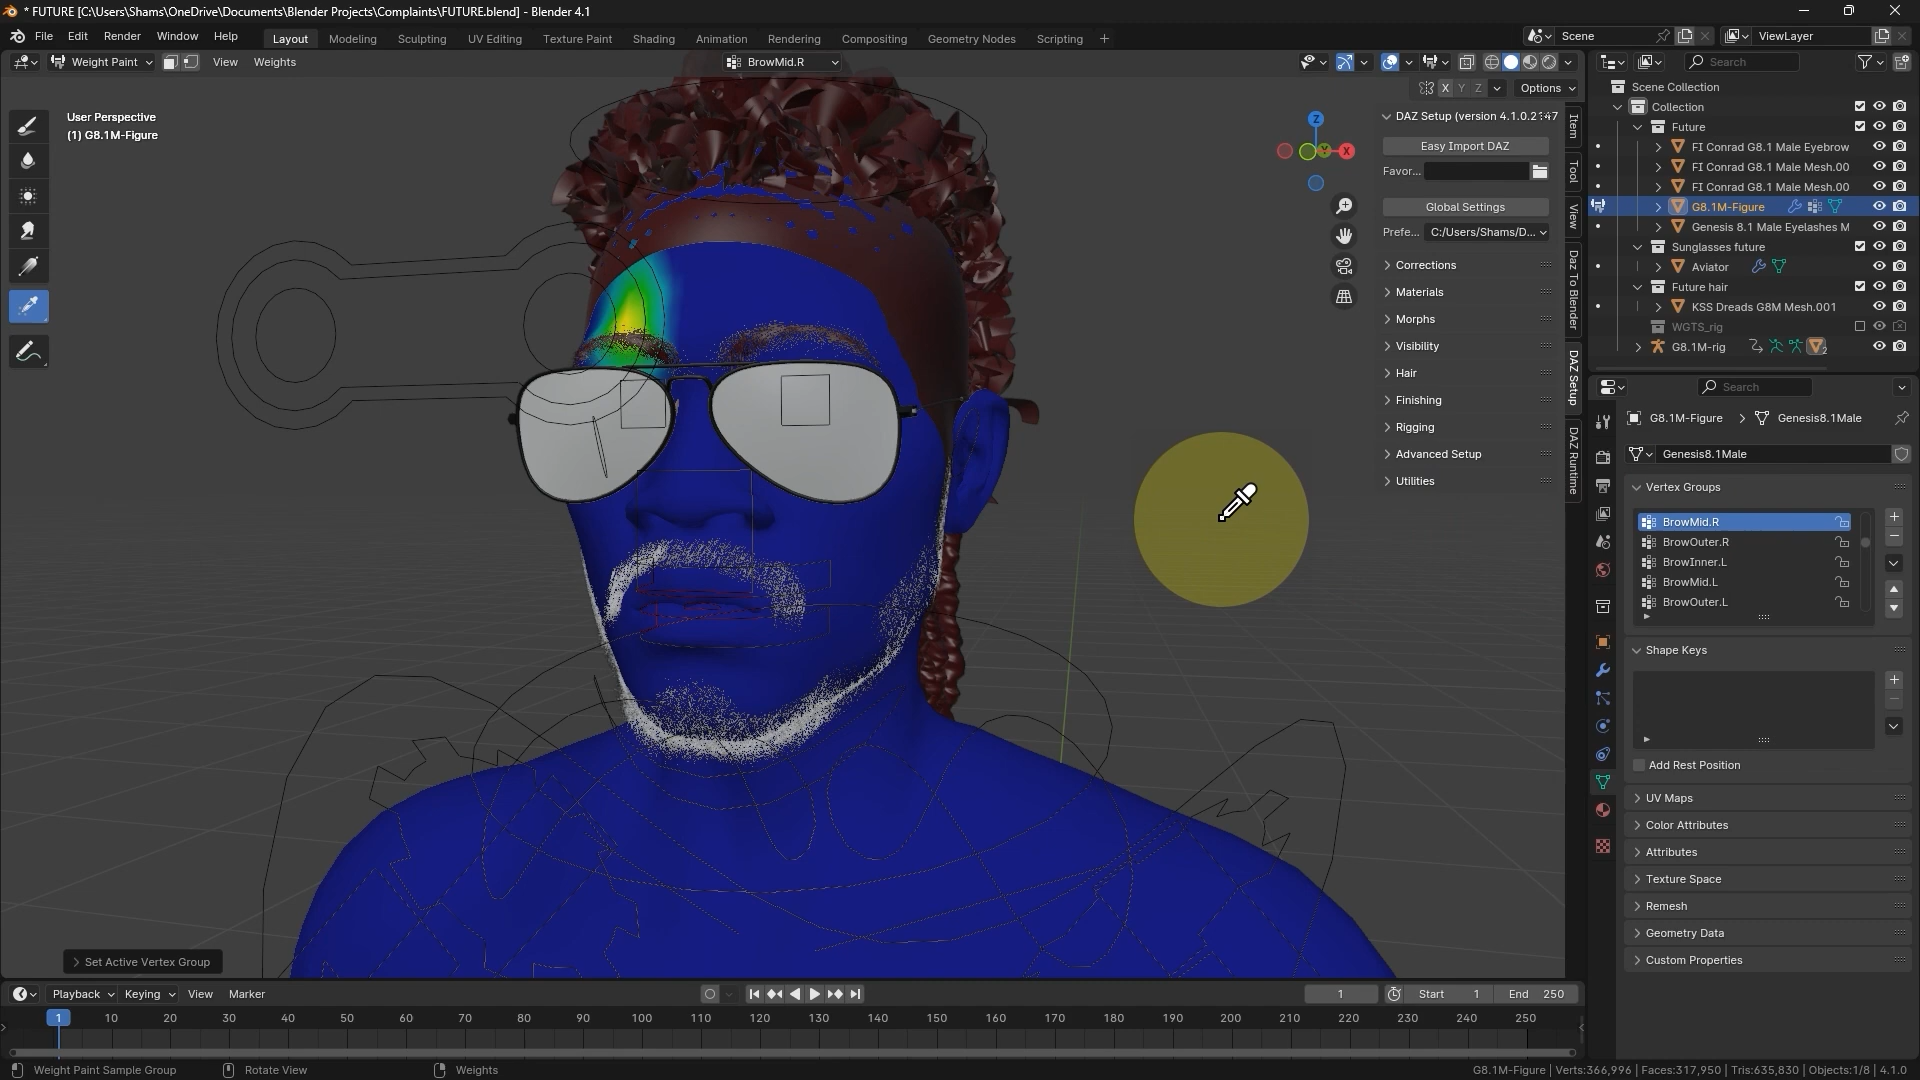 * FUTURE [C:\Users\Shams\OneDrive\Documents\Blender Projects\Complaints\FUTURE.blend] - Blender 4.1
File Edit Render Window Help Layout Modeling Sculpting UV Editing Texture Paint Shading Animation Rendering Compositing Geometry Nodes Scripting + Scene ViewLayer
Weight Paint View Weights BrowMid.R Search
X Y Z Options
User Perspective
(1) G8.1M-Figure
Z
X
Y
DAZ Setup (version 4.1.0.2
Easy Import DAZ
Favor...
Global Settings
Prefe... C:/Users/Shams/D...
Corrections
Materials
Morphs
Visibility
Hair
Finishing
Rigging
Advanced Setup
Utilities
Item
Tool
View
Daz To Blender
DAZ Setup
DAZ Runtime
Scene Collection
Collection
Future
FI Conrad G8.1 Male Eyebrow
FI Conrad G8.1 Male Mesh.00
FI Conrad G8.1 Male Mesh.00
G8.1M-Figure
Genesis 8.1 Male Eyelashes M
Sunglasses future
Aviator
Future hair
KSS Dreads G8M Mesh.001
WGTS_rig
G8.1M-rig 2
Search
G8.1M-Figure > Genesis8.1Male
Genesis8.1Male
Vertex Groups
BrowMid.R
BrowOuter.R
BrowInner.L
BrowMid.L
BrowOuter.L
Shape Keys
Add Rest Position
UV Maps
Color Attributes
Attributes
Texture Space
Remesh
Geometry Data
Custom Properties
Set Active Vertex Group
Playback Keying View Marker 1 Start 1 End 250
1 10 20 30 40 50 60 70 80 90 100 110 120 130 140 150 160 170 180 190 200 210 220 230 240 250
Weight Paint Sample Group Rotate View Weights G8.1M-Figure | Verts:366,996 | Faces:317,950 | Tris:635,830 | Objects:1/8 | 4.1.0